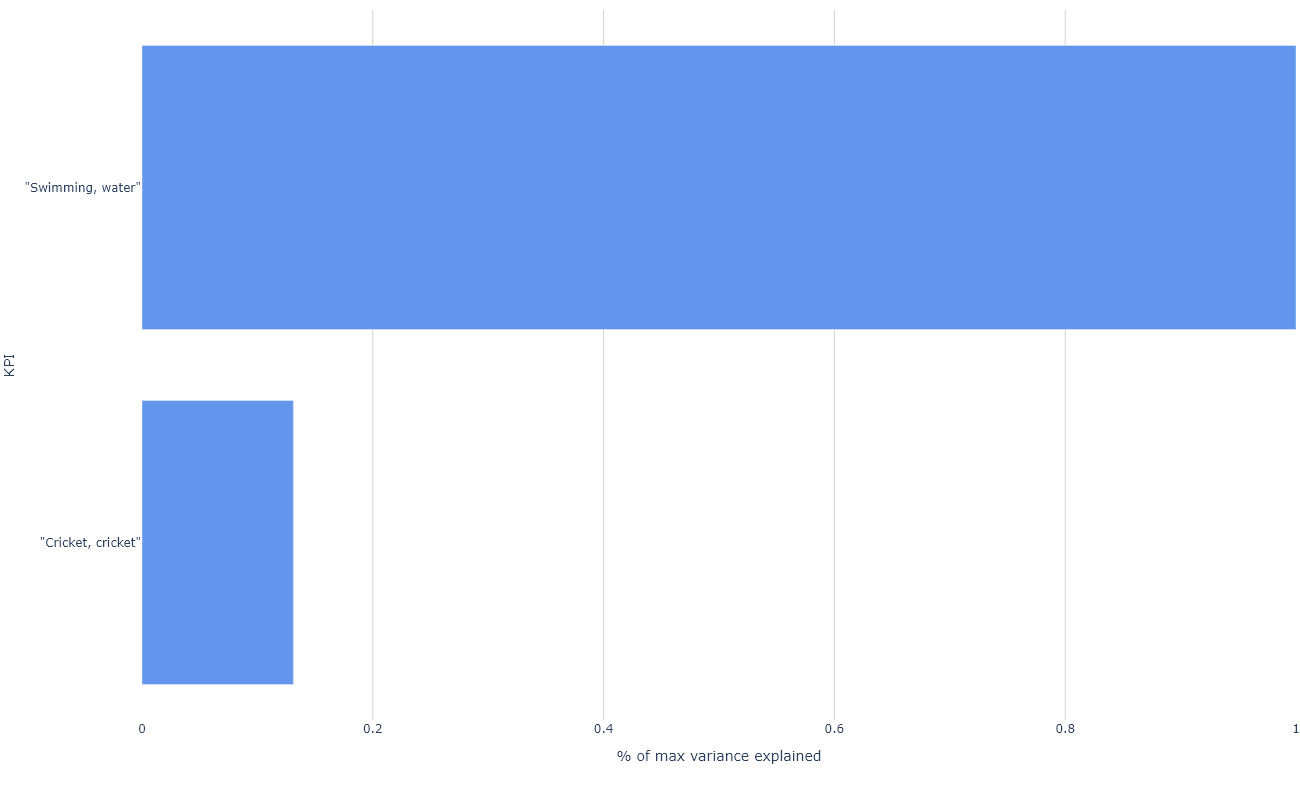 "Swimming, water"
KPI
"Cricket, cricket"
0 0.2 0.4 0.6 0.8 1
% of max variance explained